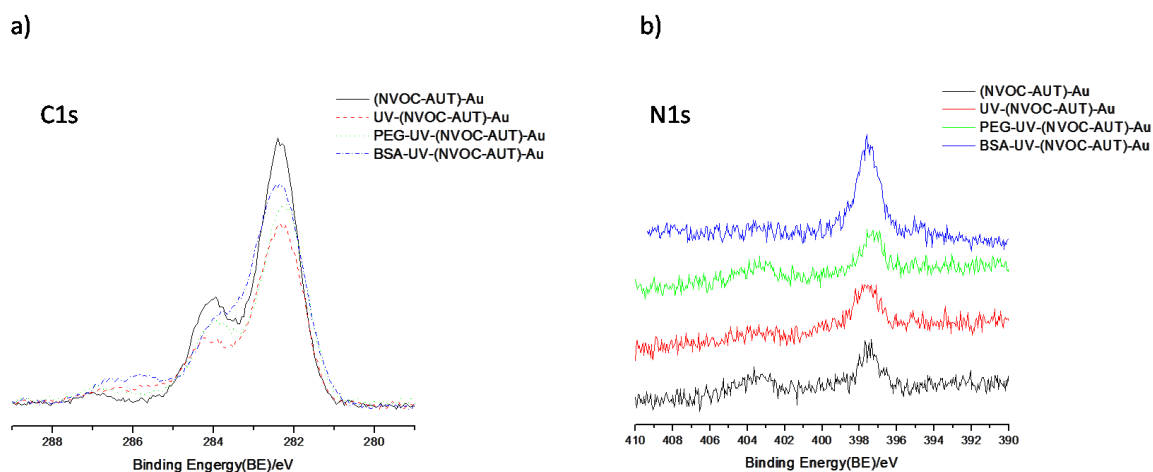 a)
C1s
(NVOC-AUT)-Au
UV-(NVOC-AUT)-Au
PEG-UV-(NVOC-AUT)-Au
BSA-UV-(NVOC-AUT)-Au
288 286 284 282 280
Binding Engergy(BE)/eV
b)
N1s
(NVOC-AUT)-Au
UV-(NVOC-AUT)-Au
PEG-UV-(NVOC-AUT)-Au
BSA-UV-(NVOC-AUT)-Au
410 408 406 404 402 400 398 396 394 392 390
Binding Energy(BE)/eV